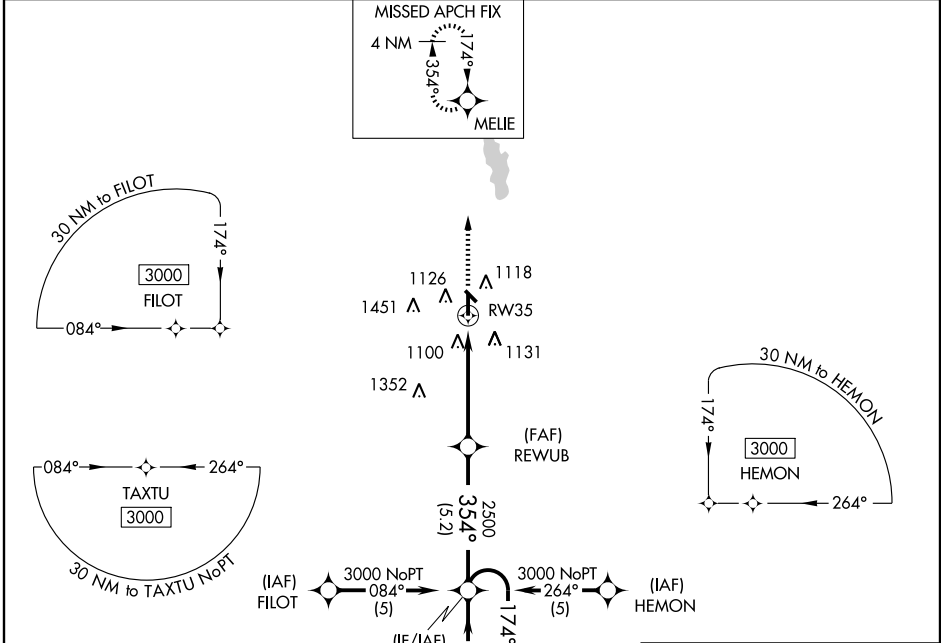 MISSED APCH FIX
4 NM
174°
354°
MELIE
30 NM to FILOT
174°
3000
FILOT
084°
1126
1118
1451
RW35
1100
1131
1352
30 NM to HEMON
174°
3000
HEMON
264°
(FAF)
REWUB
084°
264°
TAXTU
3000
30 NM to TAXTU NoPT
2500
354°
(5.2)
(IAF)
FILOT
3000 NoPT
084°
(5)
3000 NoPT
264°
(5)
(IAF)
HEMON
174°
(IF/IAF)